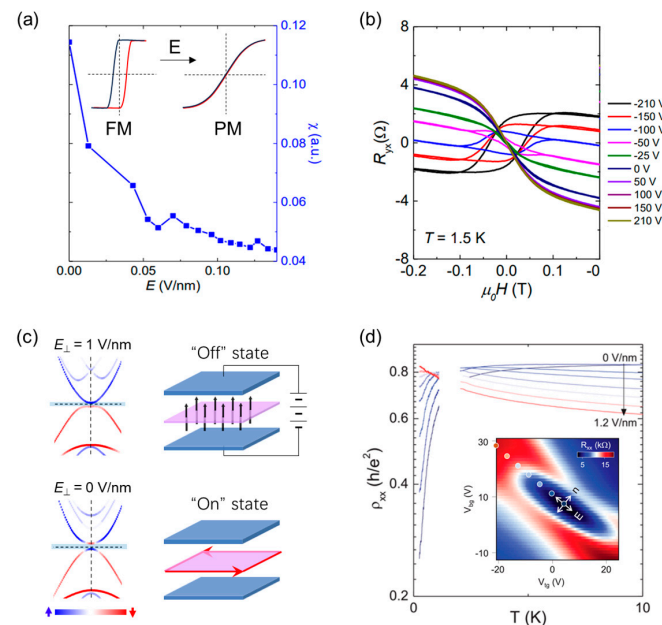 (a)
E
FM
PM
χ (a.u.)
0.12
0.10
0.08
0.06
0.04
0.00
0.05
0.10
E (V/nm)
(b)
Ryx(Ω)
8
4
0
-4
-8
-0.2
-0.1
0.0
0.1
-0
μ0H (T)
T = 1.5 K
-210 V
-150 V
-100 V
-50 V
-25 V
0 V
50 V
100 V
150 V
210 V
(c)
E⊥ = 1 V/nm
"Off" state
E⊥ = 0 V/nm
"On" state
(d)
ρxx (h/e²)
0.8
0.6
0.4
0.2
0
5
10
T (K)
0 V/nm
1.2 V/nm
Rxx (kΩ)
5
15
Vbg (V)
30
10
-10
-20
0
20
Vtg (V)
n
E